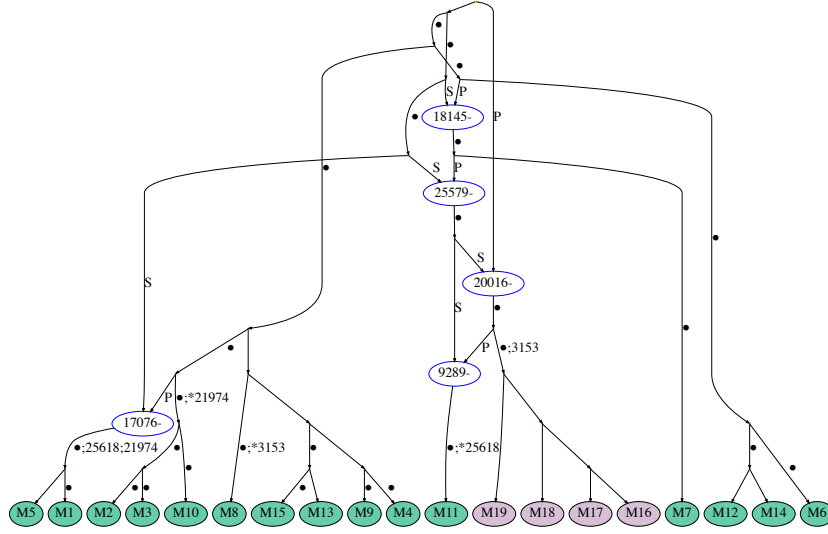 S P
18145-
P
S P
25579-
S
20016-
S
S
P ●;3153
9289-
P ●;*21974
17076-
●;25618;21974
●;*3153
●;*25618
M5 M1 M2 M3 M10 M8 M15 M13 M9 M4 M11 M19 M18 M17 M16 M7 M12 M14 M6